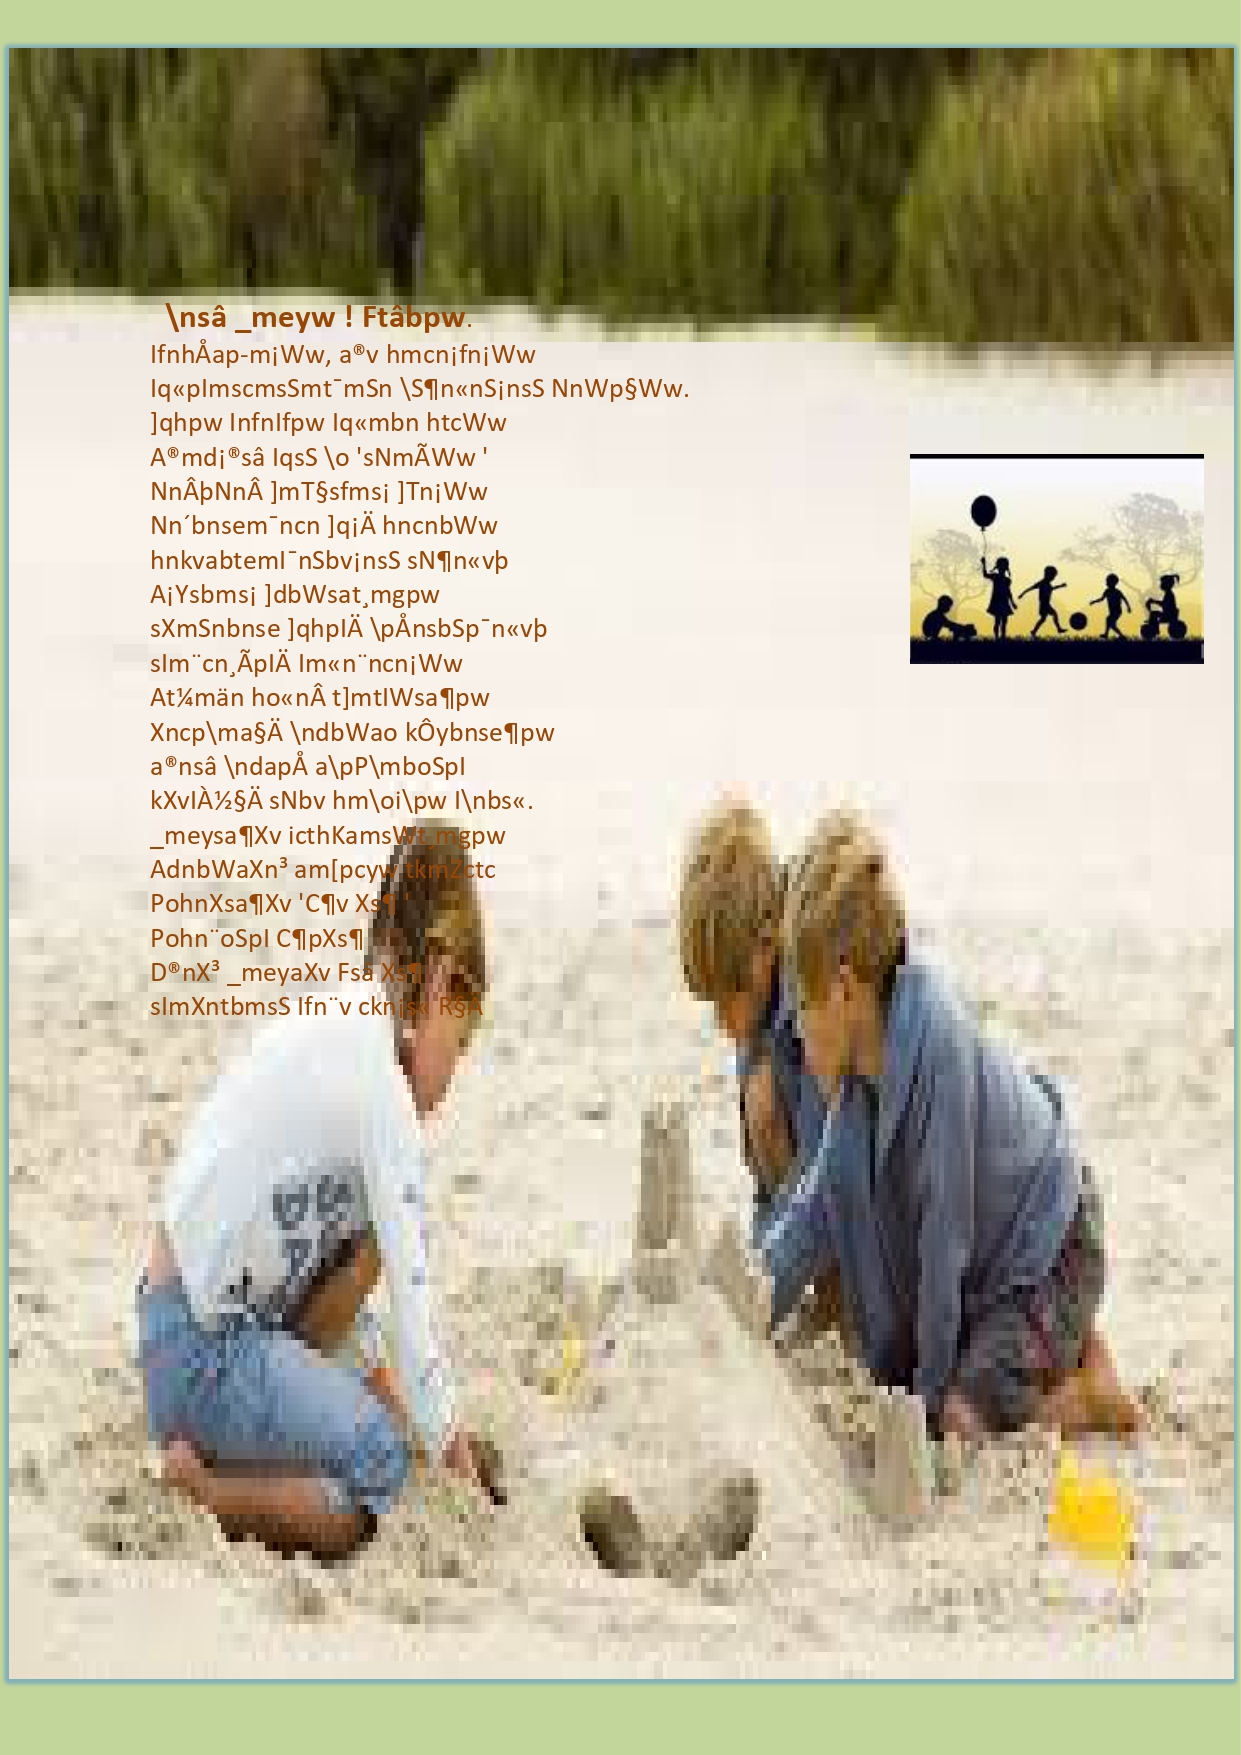 \nsâ _meyw ! Ftâbpw.
IfnhÅap-m¡Ww, a®v hmcn¡fn¡Ww
Iq«pImscmsSmt¯mSn \S¶n«nS¡nsS NnWp§Ww.
]qhpw InfnIfpw Iq«mbn htcWw
A®md¡®sâ IqsS \o 'sNmÃWw '
NnÂþNnÂ ]mT§sfms¡ ]Tn¡Ww
Nn´bnsem¯ncn ]q¡Ä hncnbWw
hnkvabtemI¯nSbv¡nsS sN¶n«vþ
A¡Ysbms¡ ]dbWsat¸mgpw
sXmSnbnse ]qhpIÄ \pÅnsbSp¯n«vþ
sIm¨cn¸ÃpIÄ Im«n¨ncn¡Ww
At¼män ho«nÂ t]mtIWsa¶pw
Xncp\ma§Ä \ndbWao kÔybnse¶pw
a®nsâ \ndapÅ a\pP\mboSpI
kXvIÀ½§Ä sNbv hm\oi\pw I\nbs«.
_meysa¶Xv icthKamsWt¸mgpw
AdnbWaXn³ am[pcyw tkmZctc
PohnXsa¶Xv 'C¶v Xs¶ '
Pohn¨oSpI C¶pXs¶
D®nX³ _meyaXv Fsa Xs¶
sImXntbmsS Ifn¨v ckn¡s« R§Ä